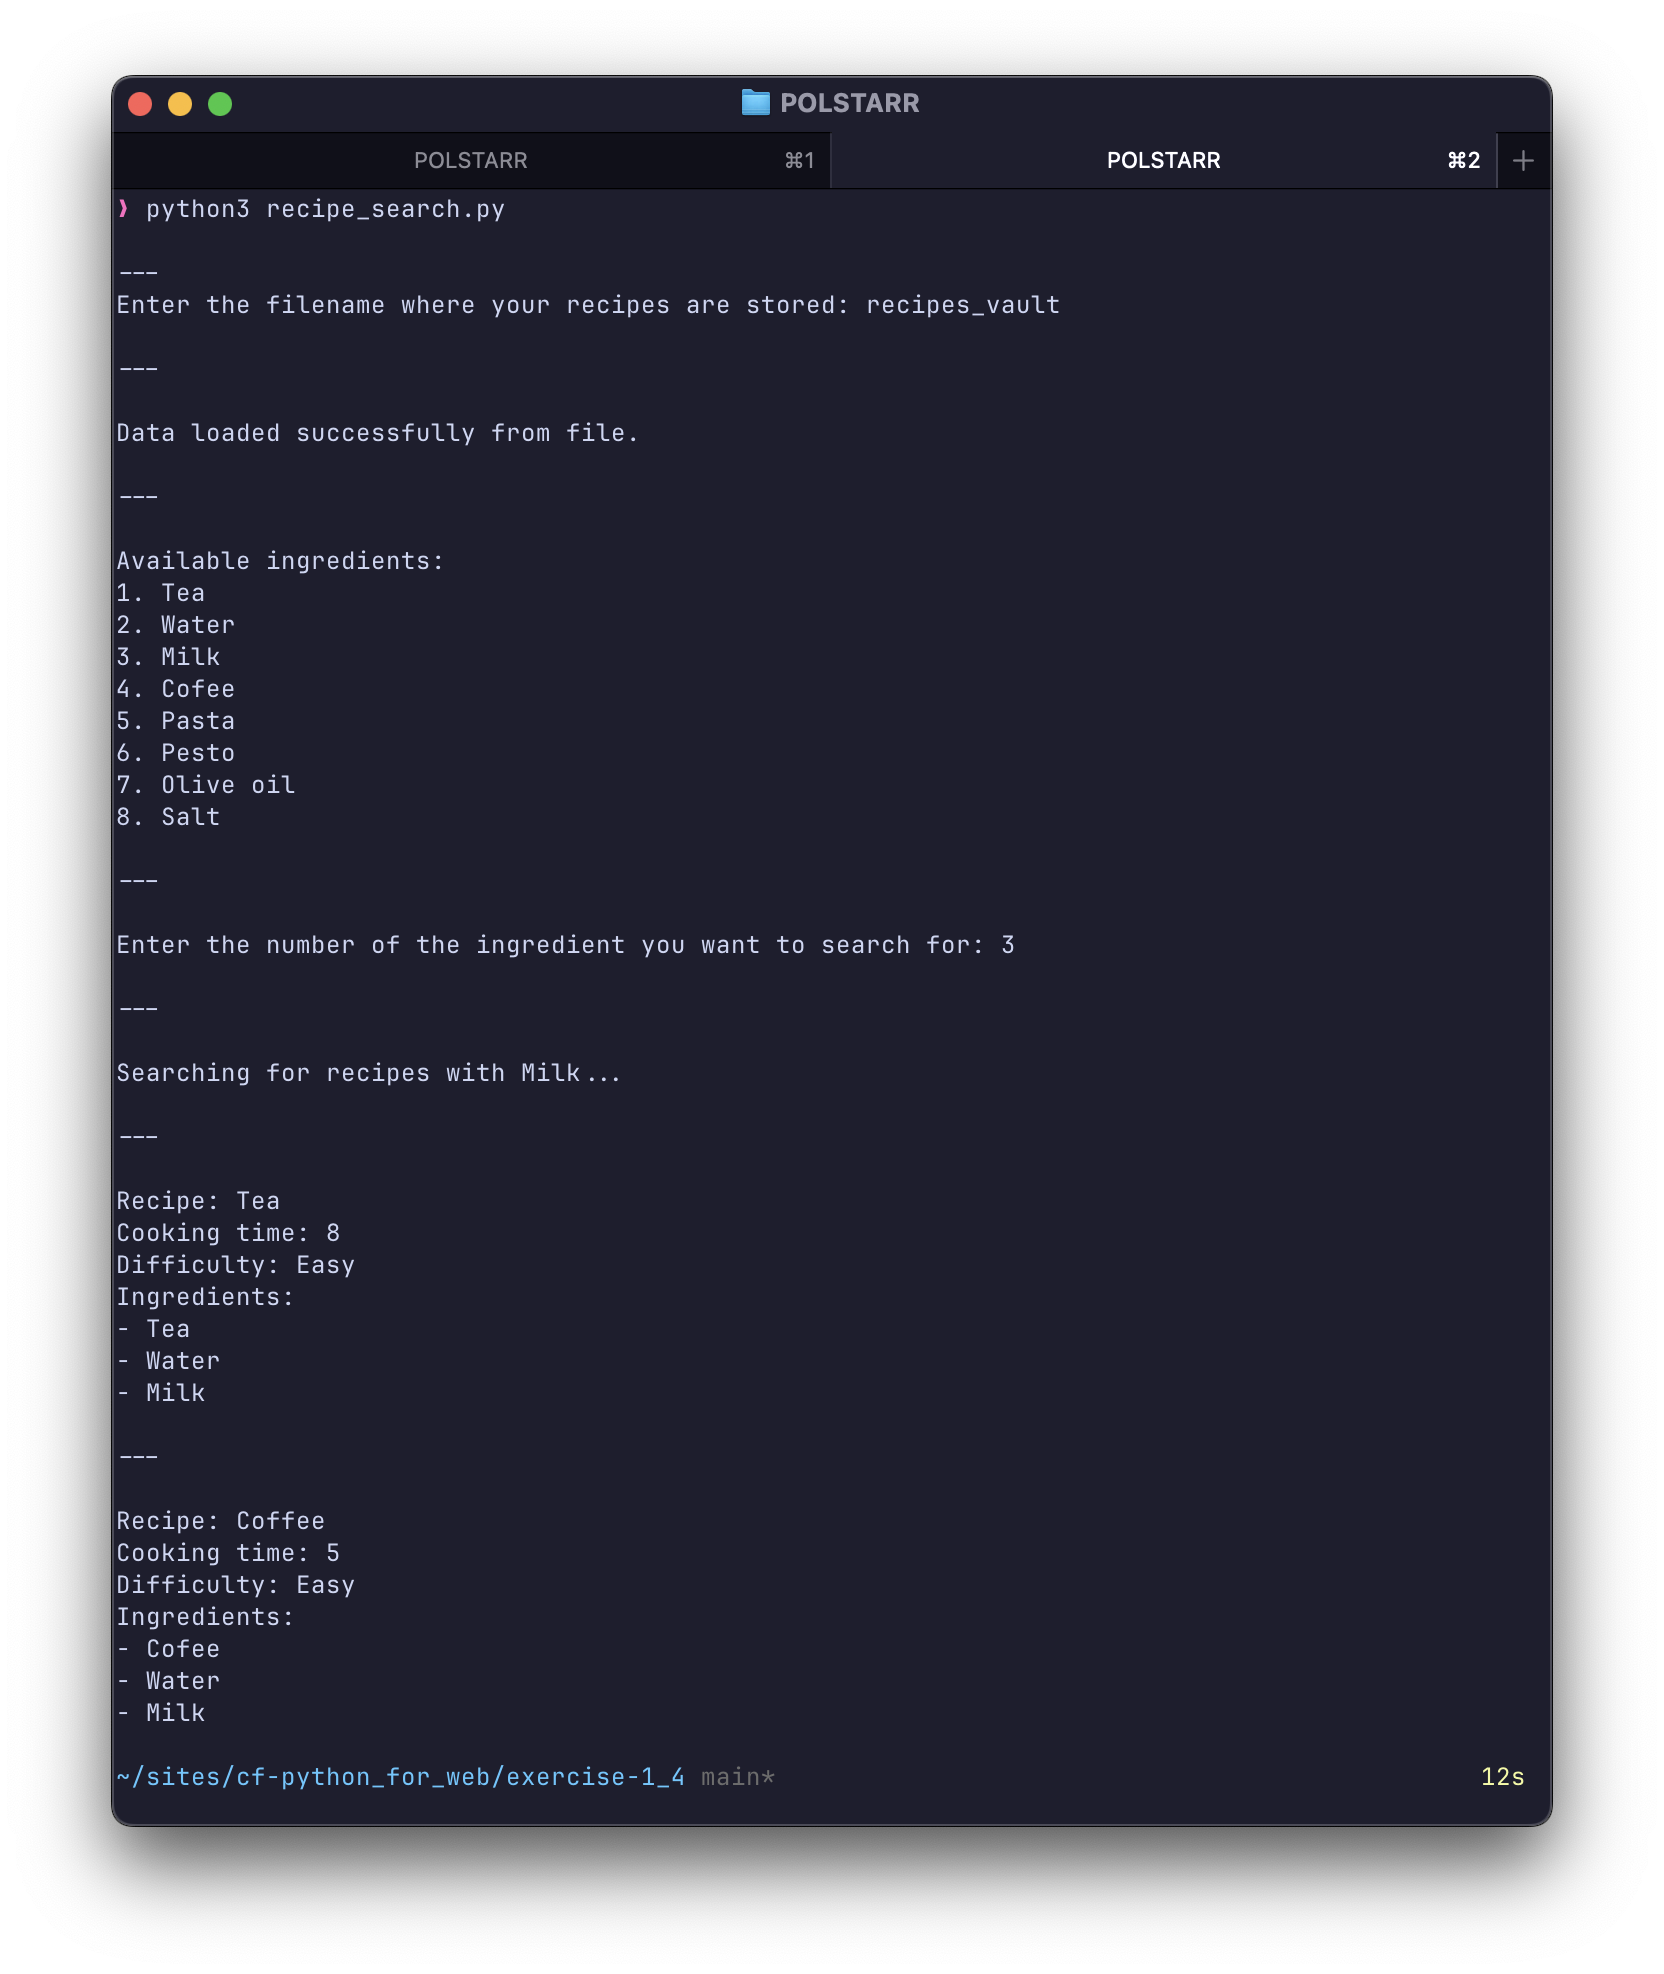 POLSTARR
POLSTARR ⌘1 POLSTARR ⌘2 +
❯ python3 recipe_search.py
---
Enter the filename where your recipes are stored: recipes_vault
---
Data loaded successfully from file.
---
Available ingredients:
1. Tea
2. Water
3. Milk
4. Cofee
5. Pasta
6. Pesto
7. Olive oil
8. Salt
---
Enter the number of the ingredient you want to search for: 3
---
Searching for recipes with Milk...
---
Recipe: Tea
Cooking time: 8
Difficulty: Easy
Ingredients:
- Tea
- Water
- Milk
---
Recipe: Coffee
Cooking time: 5
Difficulty: Easy
Ingredients:
- Cofee
- Water
- Milk
~/sites/cf-python_for_web/exercise-1_4 main* 12s